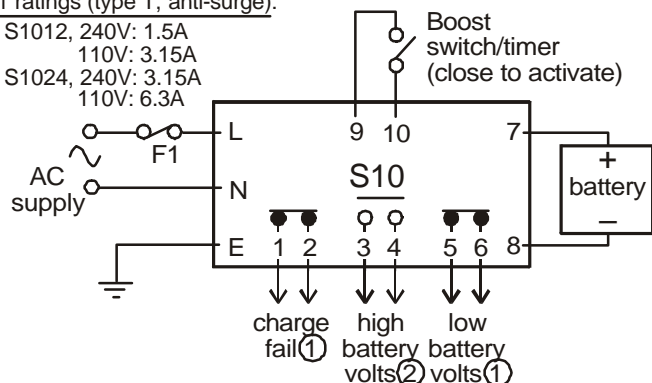 ratings (type T, anti-surge):
S1012, 240V: 1.5A
110V: 3.15A
S1024, 240V: 3.15A
110V: 6.3A
Boost
switch/timer
(close to activate)
L
9 10
7
F1
AC
supply
N
S10
+
battery
–
E
1 2 3 4 5 6
8
charge
fail 1
high
battery
volts 2
low
battery
volts 1